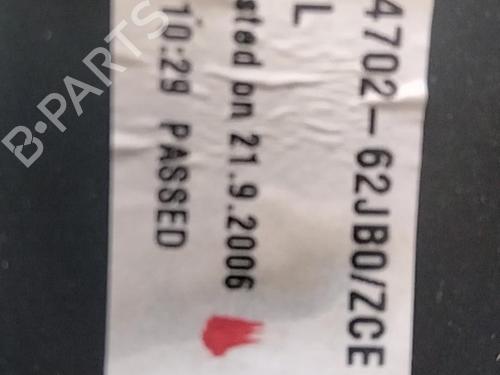 4702-62JB0/ZCE
L
sted on 21.9.2006
10:29 PASSED
B-PARTS